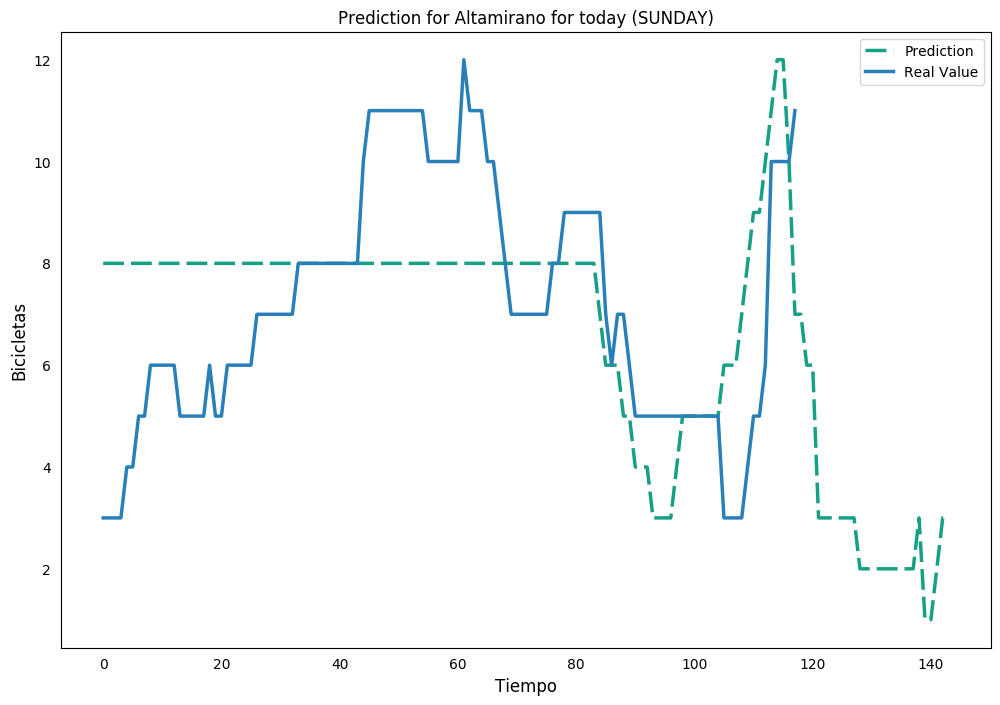 Prediction for Altamirano for today (SUNDAY)
Prediction
Real Value
Bicicletas
12
10
8
6
4
2
0 20 40 60 80 100 120 140
Tiempo